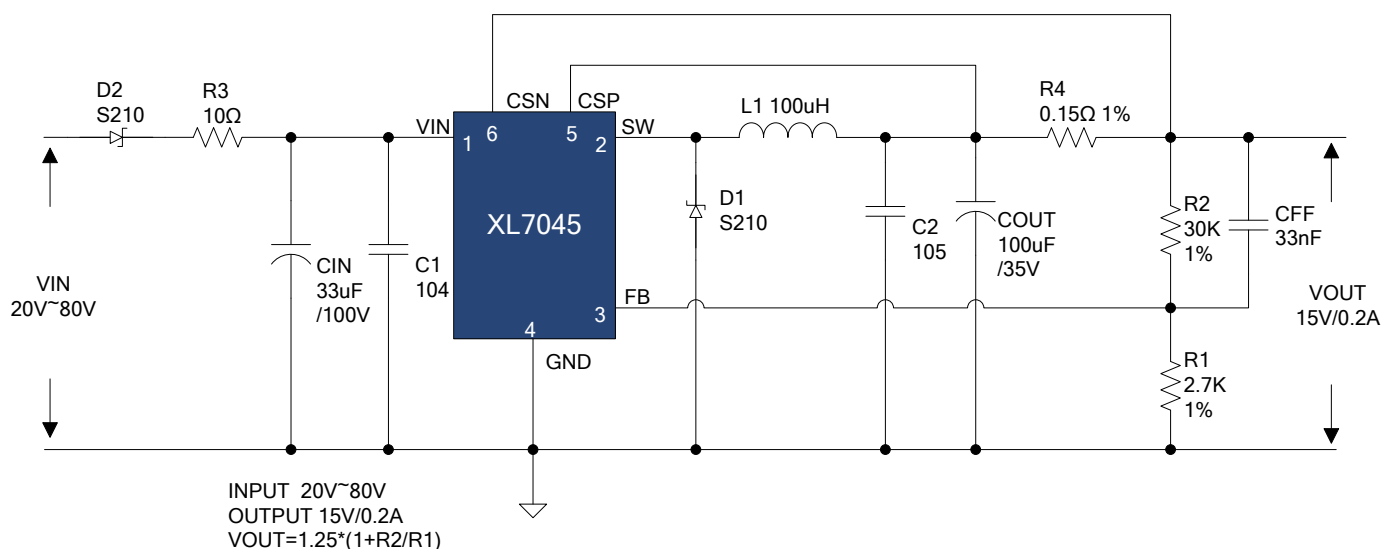 D2
S210
R3
10Ω
VIN
CSN
CSP
SW
1
6
5
2
XL7045
3
4
FB
GND
L1 100uH
R4
0.15Ω 1%
D1
S210
C2
105
COUT
100uF
/35V
R2
30K
1%
CFF
33nF
R1
2.7K
1%
VIN
20V~80V
CIN
33uF
/100V
C1
104
VOUT
15V/0.2A
INPUT 20V~80V
OUTPUT 15V/0.2A
VOUT=1.25*(1+R2/R1)